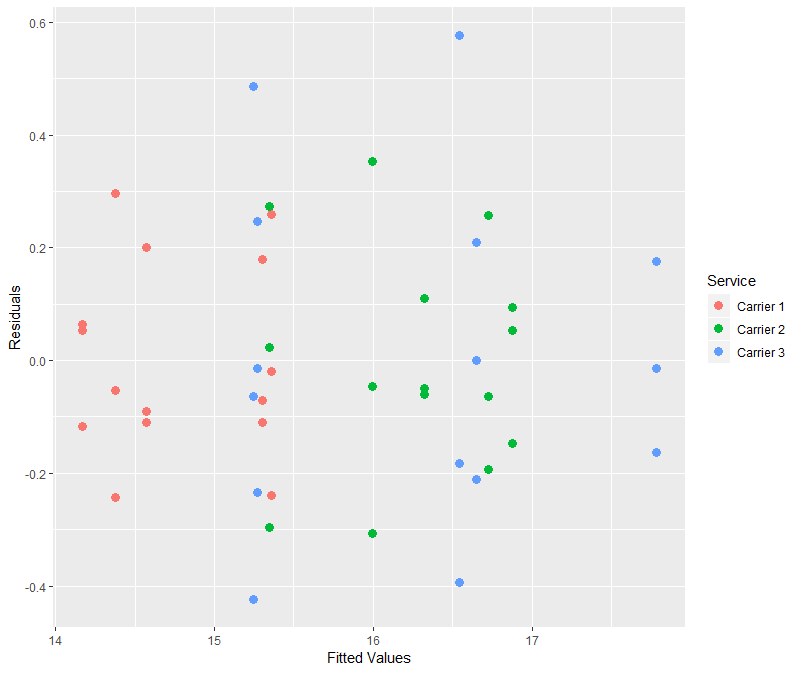 0.6
0.4
0.2
0.0
-0.2
-0.4
Residuals
14
15
16
17
Fitted Values
Service
Carrier 1
Carrier 2
Carrier 3